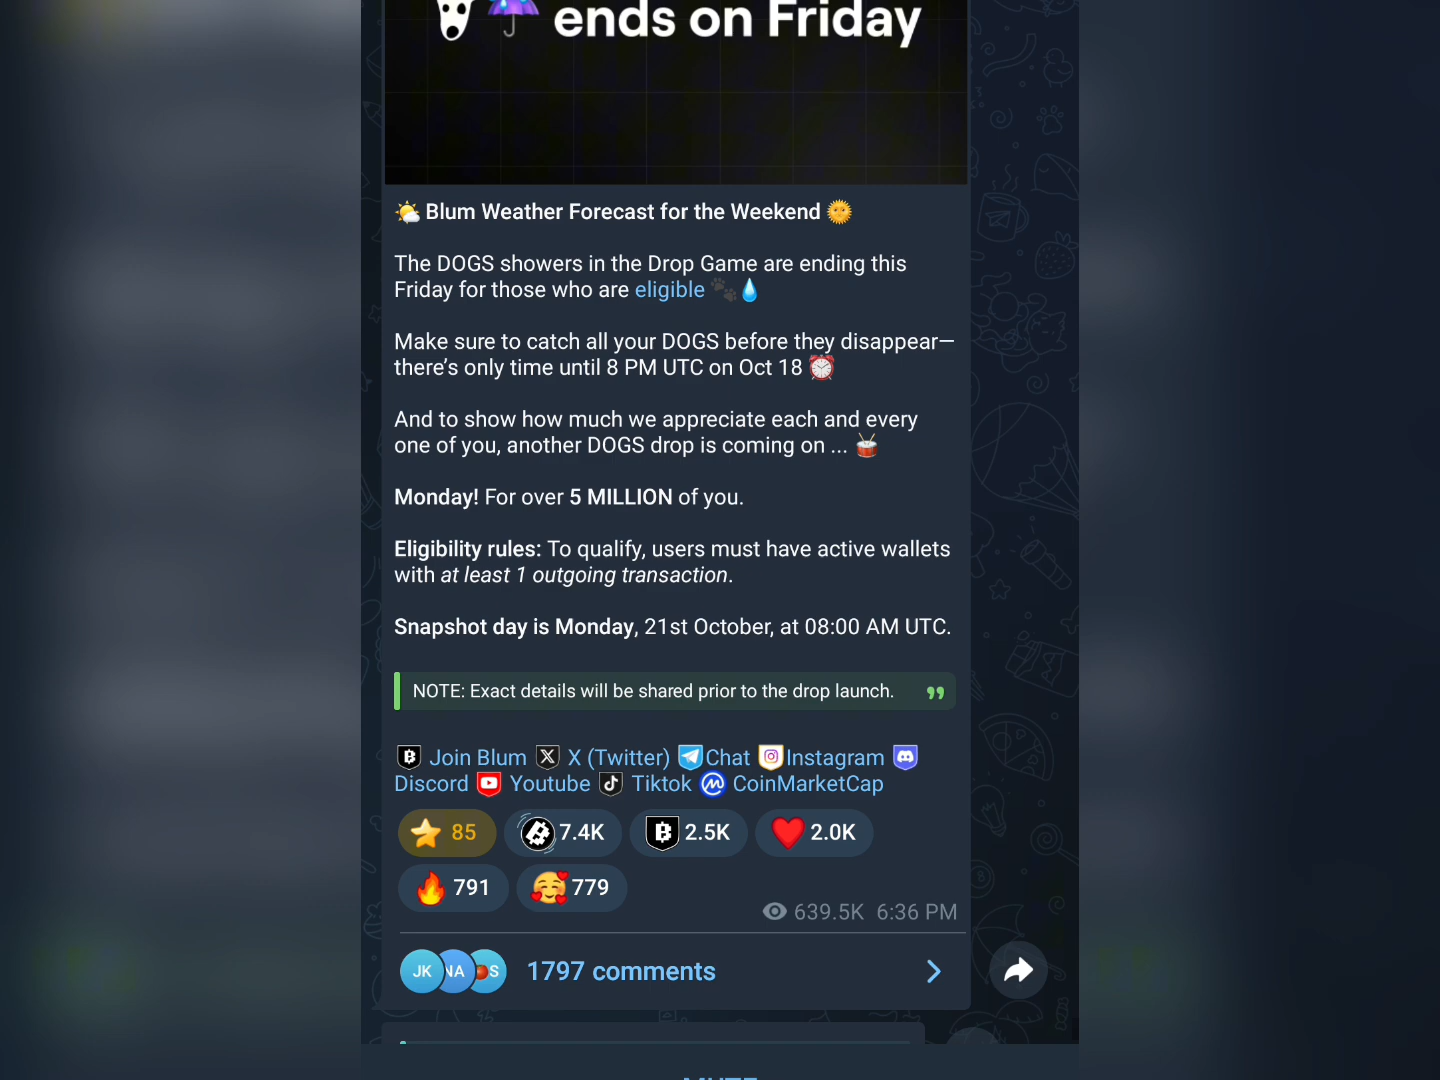 ends on Friday
🌤 Blum Weather Forecast for the Weekend 🌞
The DOGS showers in the Drop Game are ending this
Friday for those who are eligible 🐾💧
Make sure to catch all your DOGS before they disappear—
there’s only time until 8 PM UTC on Oct 18 ⏰
And to show how much we appreciate each and every
one of you, another DOGS drop is coming on ... 🥁
Monday! For over 5 MILLION of you.
Eligibility rules: To qualify, users must have active wallets
with at least 1 outgoing transaction.
Snapshot day is Monday, 21st October, at 08:00 AM UTC.
NOTE: Exact details will be shared prior to the drop launch.
Join Blum X (Twitter) Chat Instagram
Discord Youtube Tiktok CoinMarketCap
⭐ 85 7.4K 2.5K ❤️ 2.0K
🔥 791 🥰 779
639.5K 6:36 PM
JK NA S 1797 comments